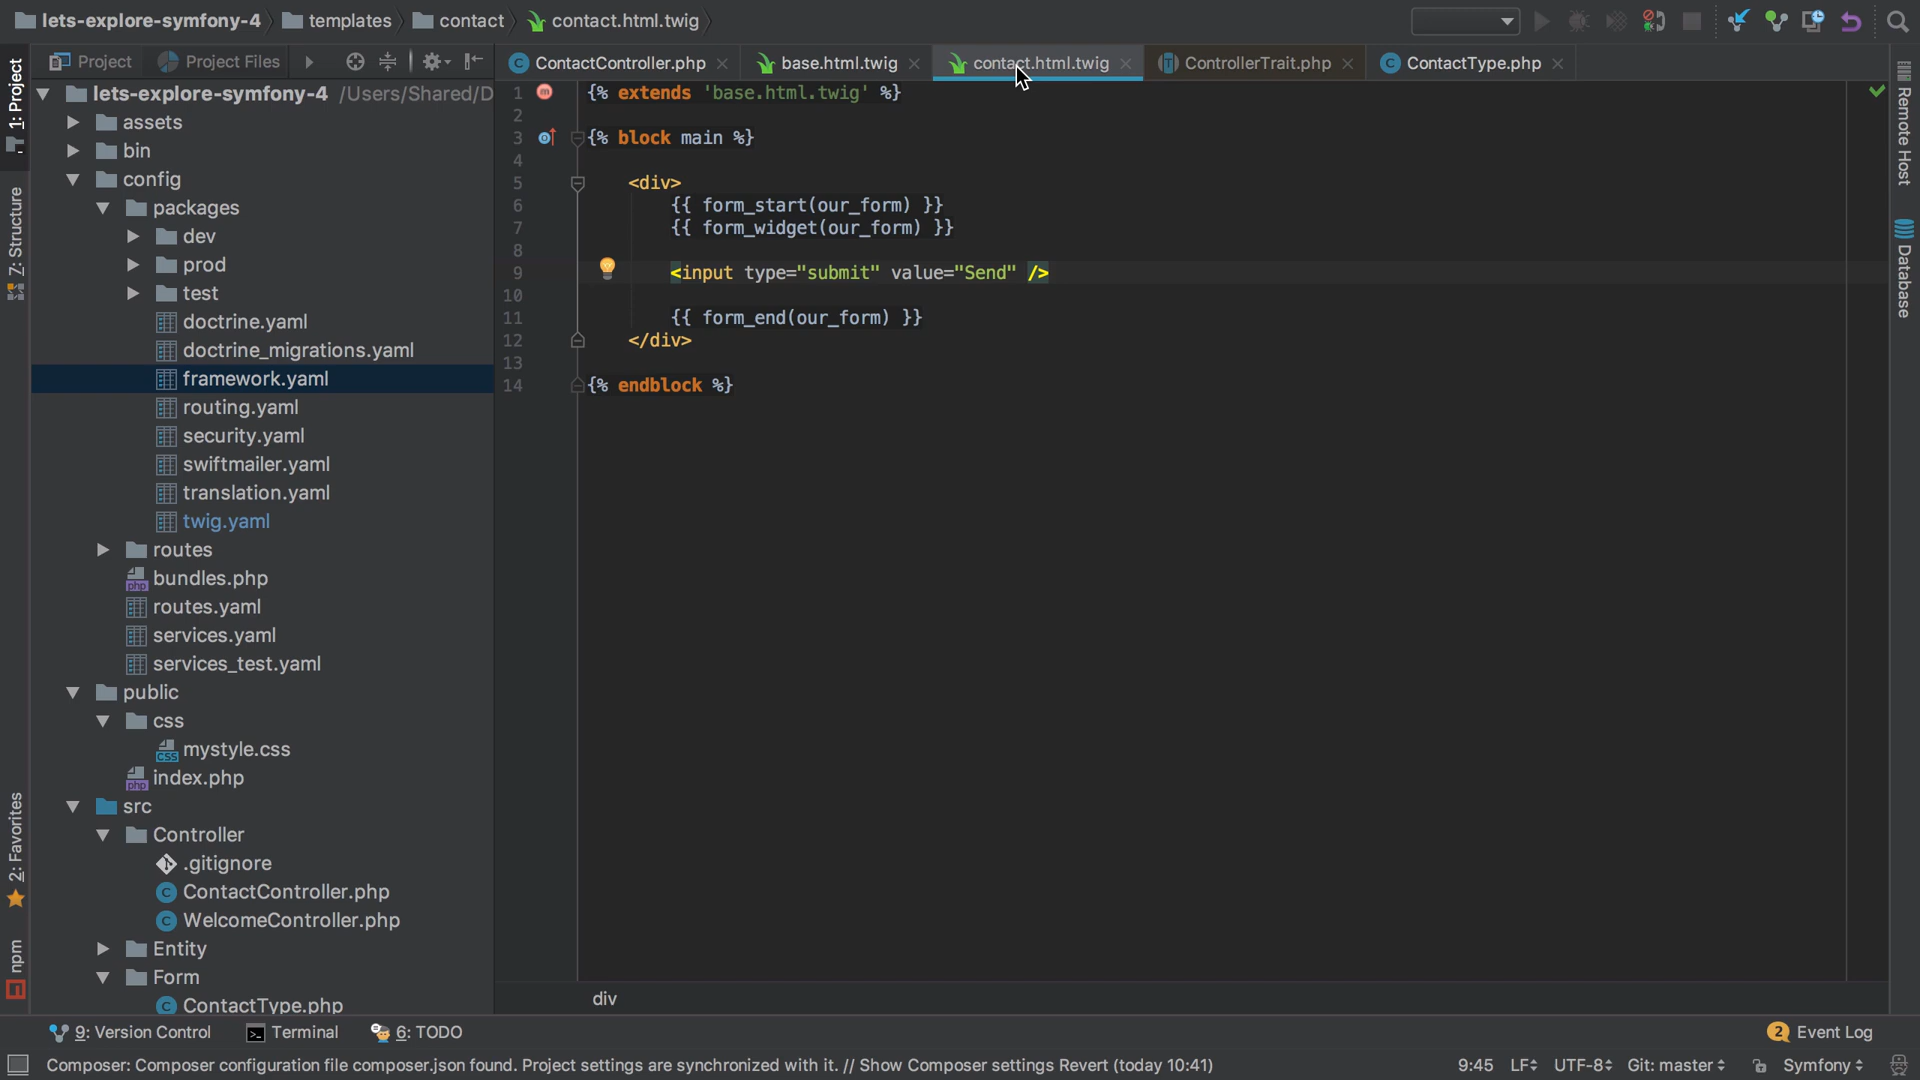 lets-explore-symfony-4 templates contact contact.html.twig
Project Project Files
ContactController.php base.html.twig contact.html.twig ControllerTrait.php ContactType.php
1: Project
7: Structure
2: Favorites
npm
lets-explore-symfony-4 /Users/Shared/D
assets
bin
config
packages
dev
prod
test
doctrine.yaml
doctrine_migrations.yaml
framework.yaml
routing.yaml
security.yaml
swiftmailer.yaml
translation.yaml
twig.yaml
routes
bundles.php
routes.yaml
services.yaml
services_test.yaml
public
css
mystyle.css
index.php
src
Controller
.gitignore
ContactController.php
WelcomeController.php
Entity
Form
ContactType.php
1 {% extends 'base.html.twig' %}
2
3 {% block main %}
4
5 <div>
6 {{ form_start(our_form) }}
7 {{ form_widget(our_form) }}
8
9 <input type="submit" value="Send" />
10
11 {{ form_end(our_form) }}
12 </div>
13
14 {% endblock %}
div
Remote Host
Database
9: Version Control Terminal 6: TODO 2 Event Log
Composer: Composer configuration file composer.json found. Project settings are synchronized with it. // Show Composer settings Revert (today 10:41) 9:45 LF UTF-8 Git: master Symfony